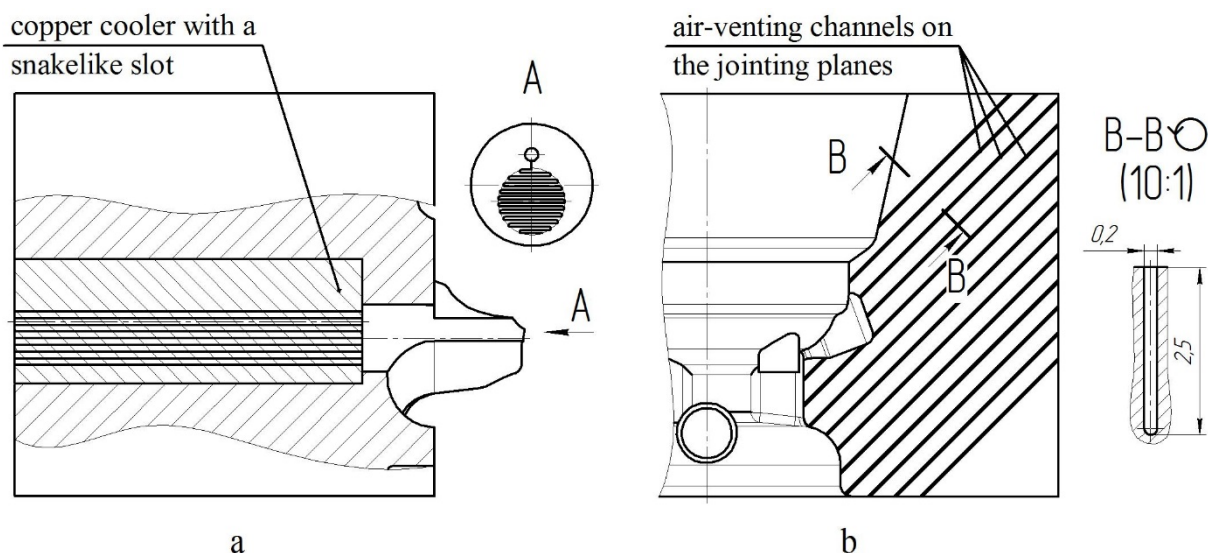 copper cooler with a
snakelike slot
A
A
a
air-venting channels on
the jointing planes
B
B
B-B
(10:1)
0,2
2,5
b